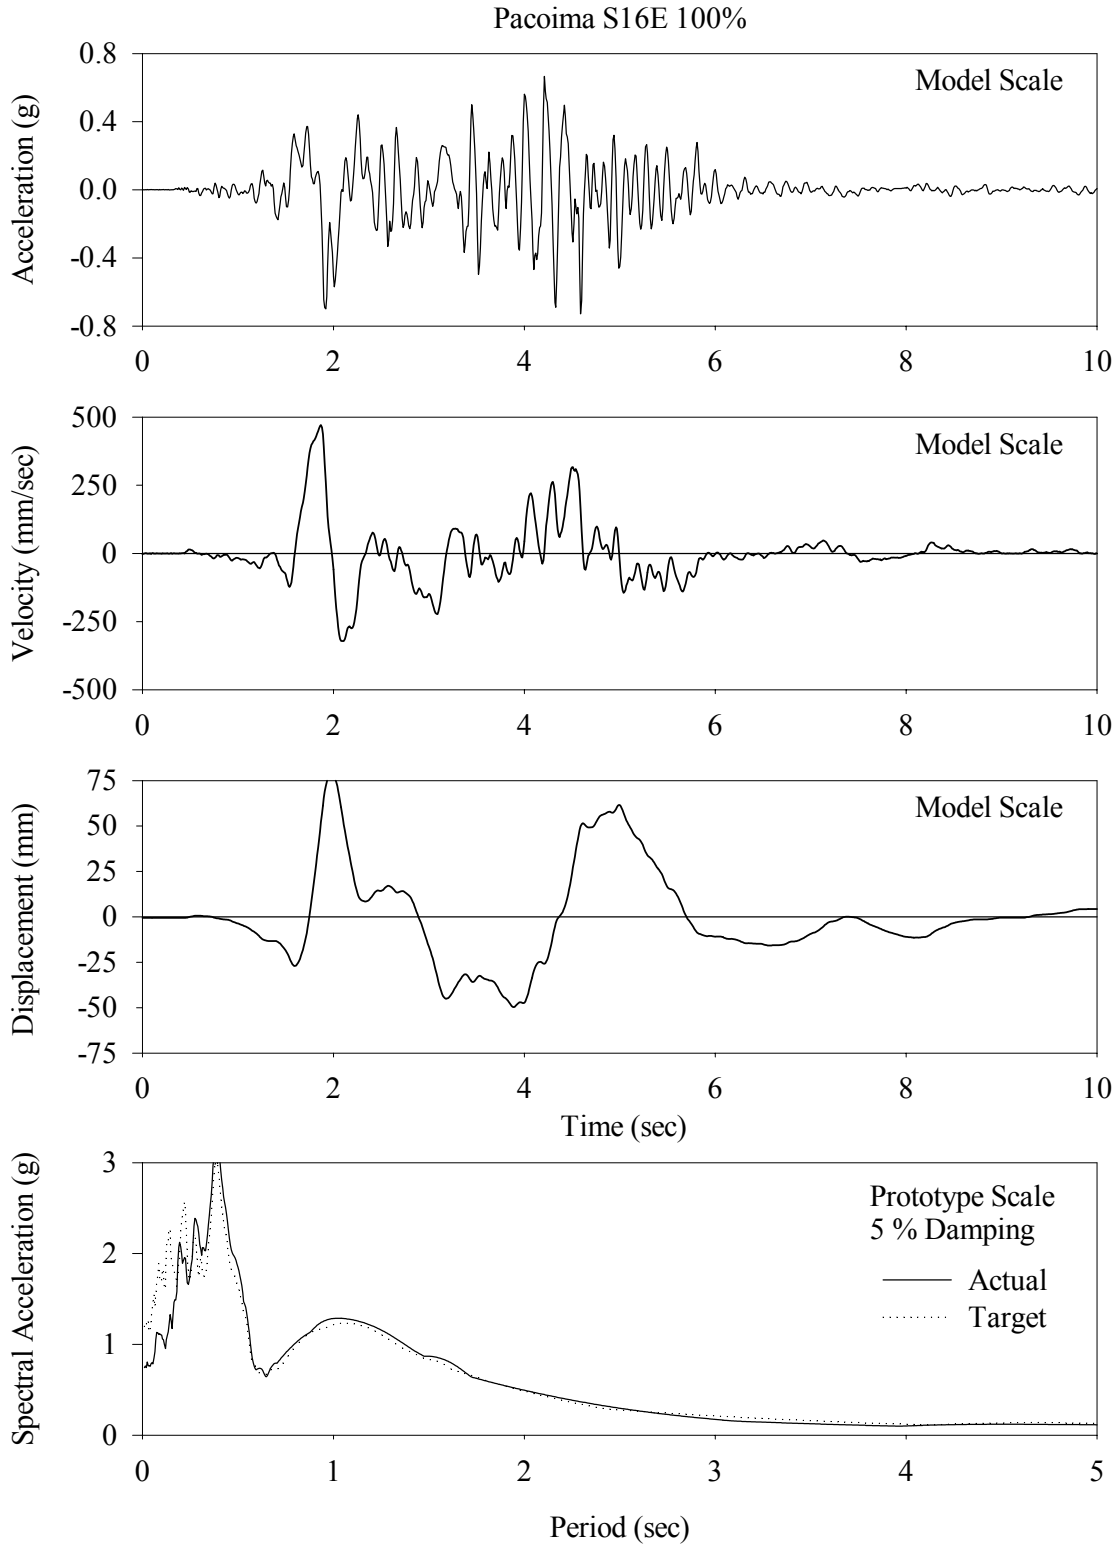 Pacoima S16E 100%
0.8
Model Scale
0.4
0.0
-0.4
-0.8
Acceleration (g)
0 2 4 6 8 10
500
Model Scale
250
0
-250
-500
Velocity (mm/sec)
0 2 4 6 8 10
75
Model Scale
50
25
0
-25
-50
-75
Displacement (mm)
0 2 4 6 8 10
Time (sec)
3
Prototype Scale
5 % Damping
2
Actual
Target
1
0
Spectral Acceleration (g)
0 1 2 3 4 5
Period (sec)